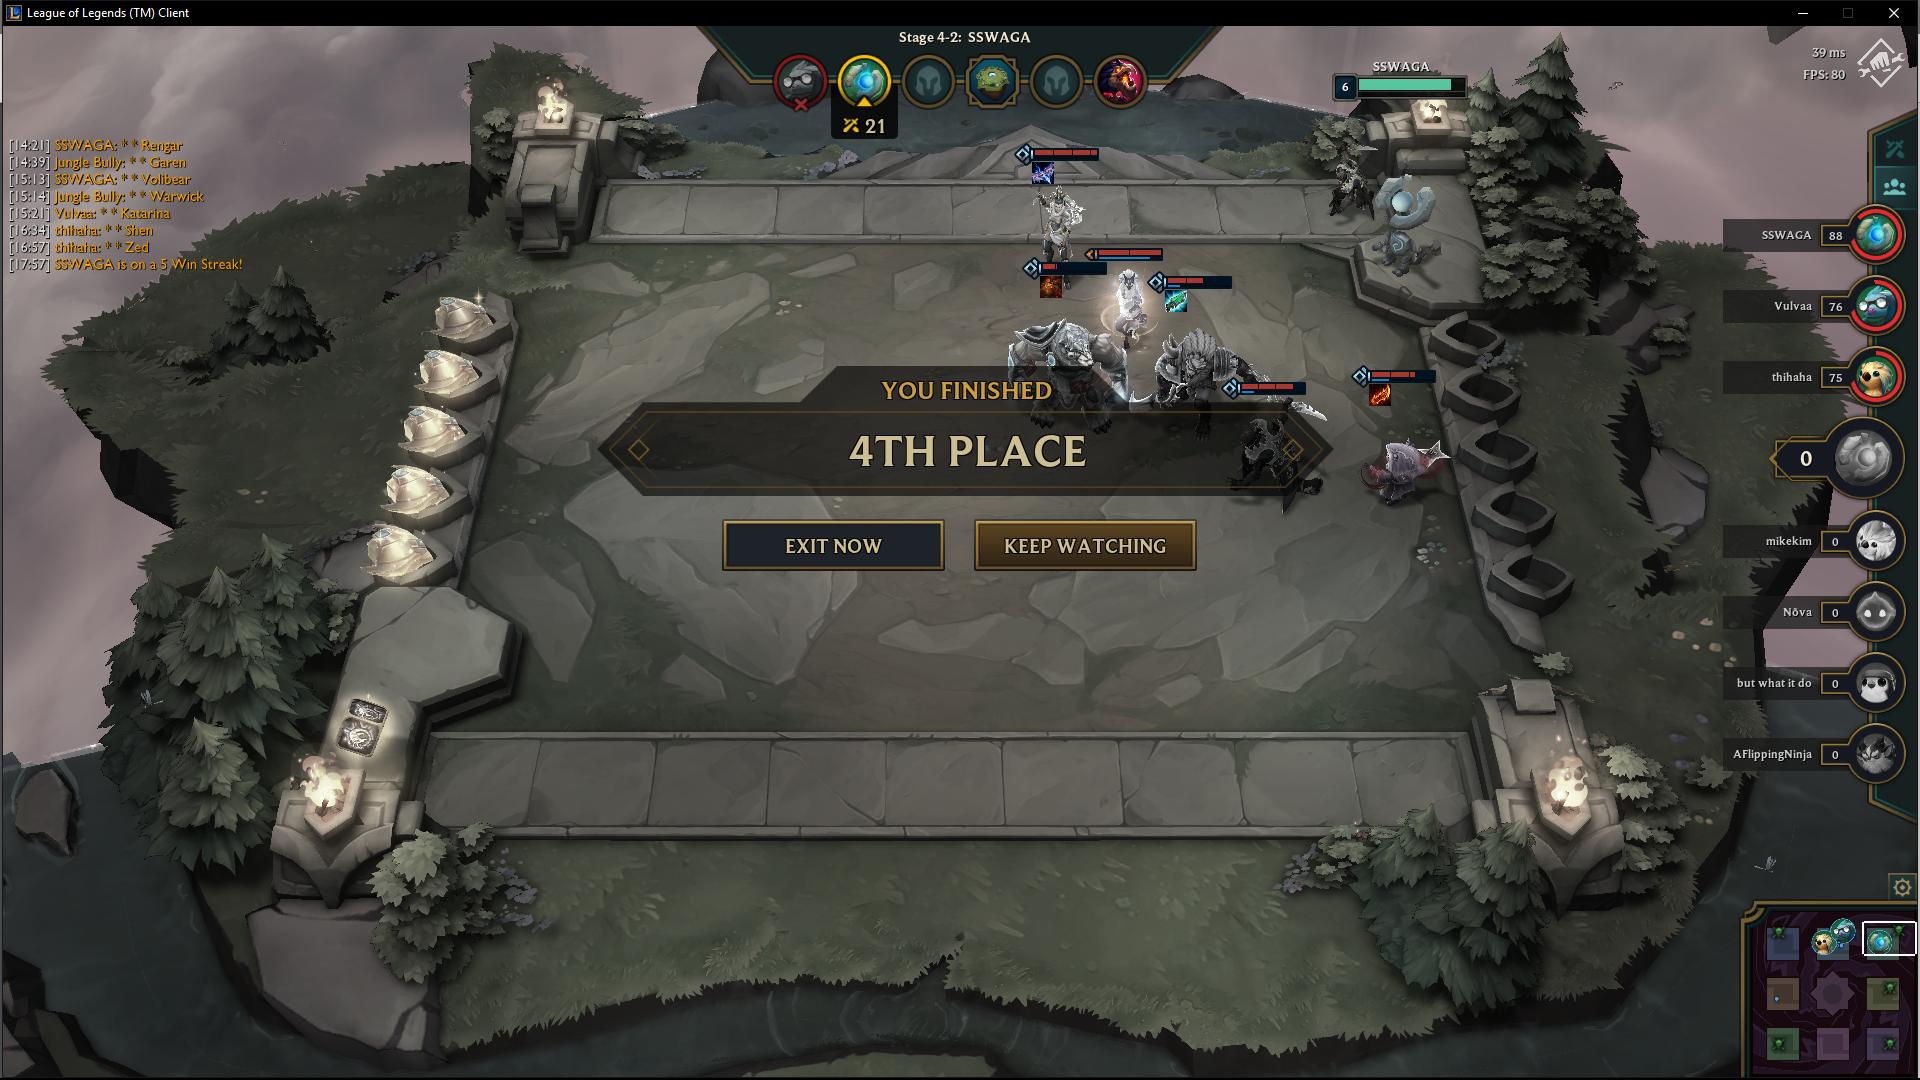 League of Legends (TM) Client
Stage 4-2: SSWAGA
21
SSWAGA
6
39 ms
FPS: 80
[14:21] SSWAGA: * * Rengar
[14:39] Jungle Bully: * * Garen
[15:13] SSWAGA: * * Volibear
[15:14] Jungle Bully: * * Warwick
[15:21] Vulvaa: * * Katarina
[16:34] thihaha: * * Shen
[16:57] thihaha: * * Zed
[17:57] SSWAGA is on a 5 Win Streak!
SSWAGA 88
Vulvaa 76
thihaha 75
0
mikekim 0
Nōva 0
but what it do 0
AFlippingNinja 0
YOU FINISHED
4TH PLACE
EXIT NOW
KEEP WATCHING